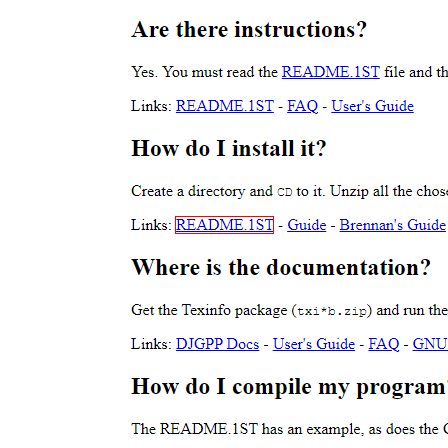 Are there instructions?
Yes. You must read the README.1ST file and th
Links: README.1ST - FAQ - User's Guide
How do I install it?
Create a directory and CD to it. Unzip all the chos
Links: README.1ST - Guide - Brennan's Guide
Where is the documentation?
Get the Texinfo package (txi*b.zip) and run the
Links: DJGPP Docs - User's Guide - FAQ - GNU
How do I compile my program
The README.1ST has an example, as does the